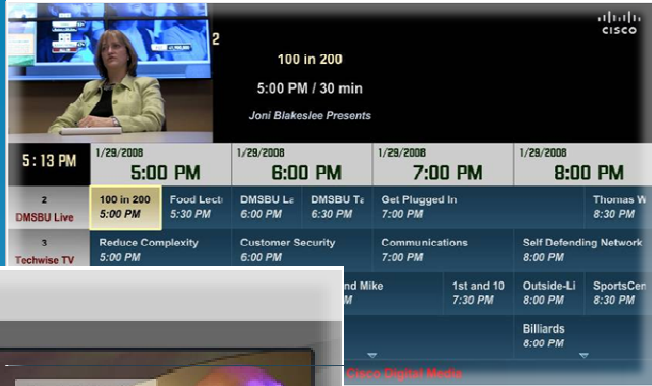 CISCO
2
100 in 200
5:00 PM / 30 min
Joni Blakeslee Presents
5:13 PM
1/29/2008 1/29/2008 1/29/2008 1/29/2008
5:00 PM 6:00 PM 7:00 PM 8:00 PM
2 100 in 200 Food Lect DMSBU La DMSBU Ta Get Plugged In Thomas W
DMSBU Live 5:00 PM 5:30 PM 6:00 PM 6:30 PM 7:00 PM 8:30 PM
3 Reduce Complexity Customer Security Communications Self Defending Network
Techwise TV 5:00 PM 6:00 PM 7:00 PM 8:00 PM
nd Mike 1st and 10 Outside-Li SportsCen
M 7:30 PM 8:00 PM 8:30 PM
Billiards
8:00 PM
Cisco Digital Media